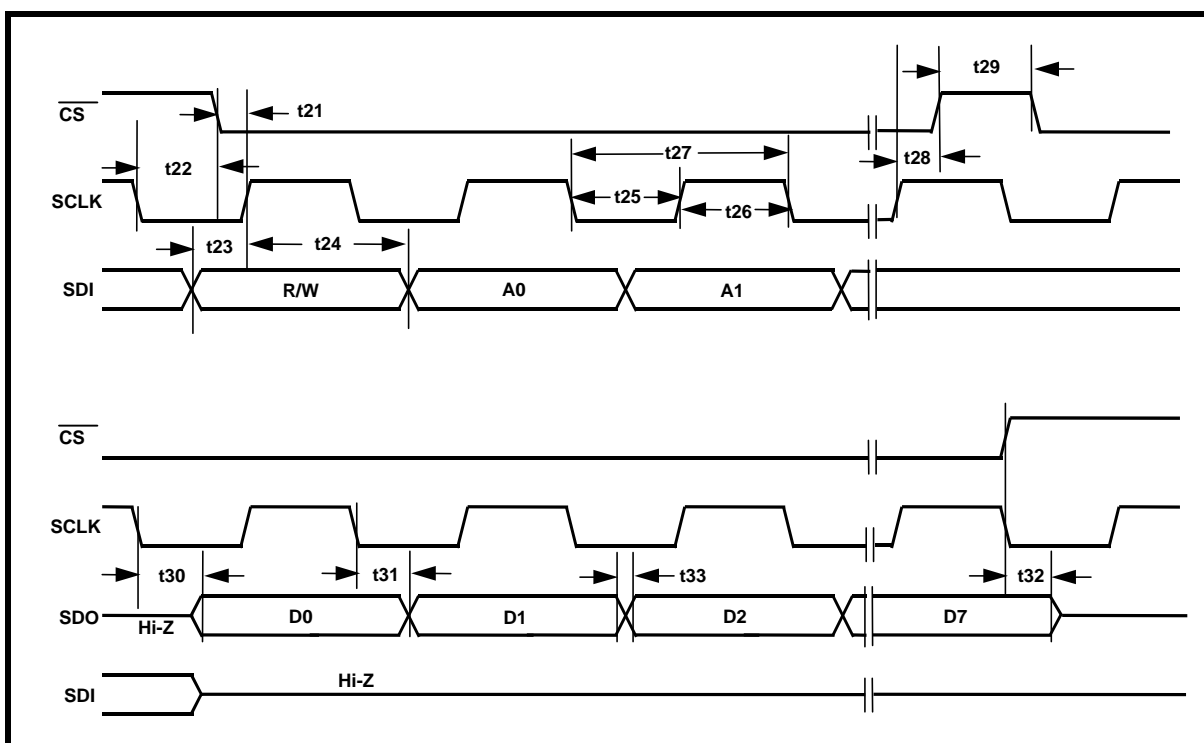 t29
CS t21
t22 t27 t28
SCLK t25 t26
t23 t24
SDI R/W A0 A1
CS
SCLK
t30 t31 t33 t32
SDO Hi-Z D0 D1 D2 D7
SDI Hi-Z